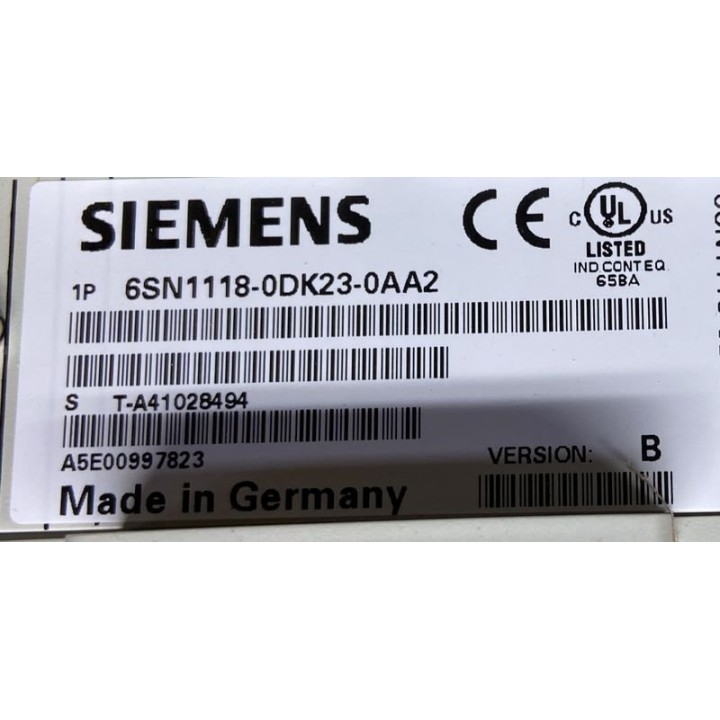 SIEMENS
CE
C UL US
LISTED
IND.CONT.EQ.
65BA
1P 6SN1118-0DK23-0AA2
S T-A41028494
A5E00997823
VERSION: B
Made in Germany